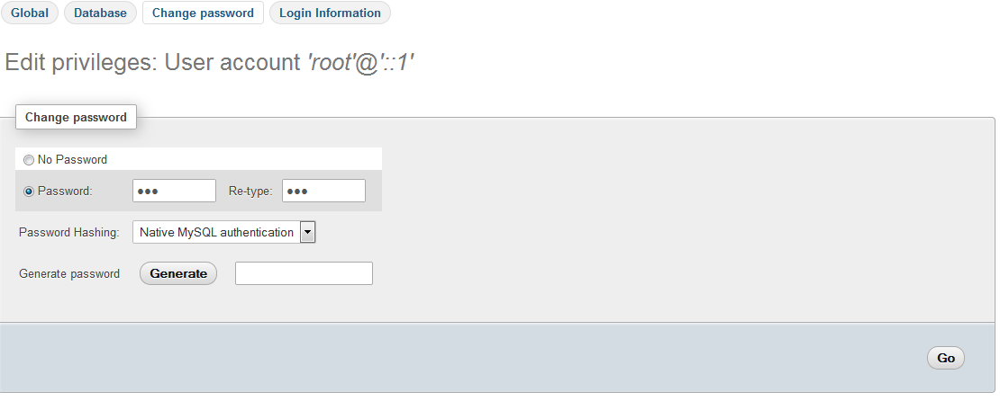 Global Database Change password Login Information
Edit privileges: User account 'root'@'::1'
Change password
No Password
Password: ••• Re-type: •••
Password Hashing: Native MySQL authentication
Generate password Generate
Go